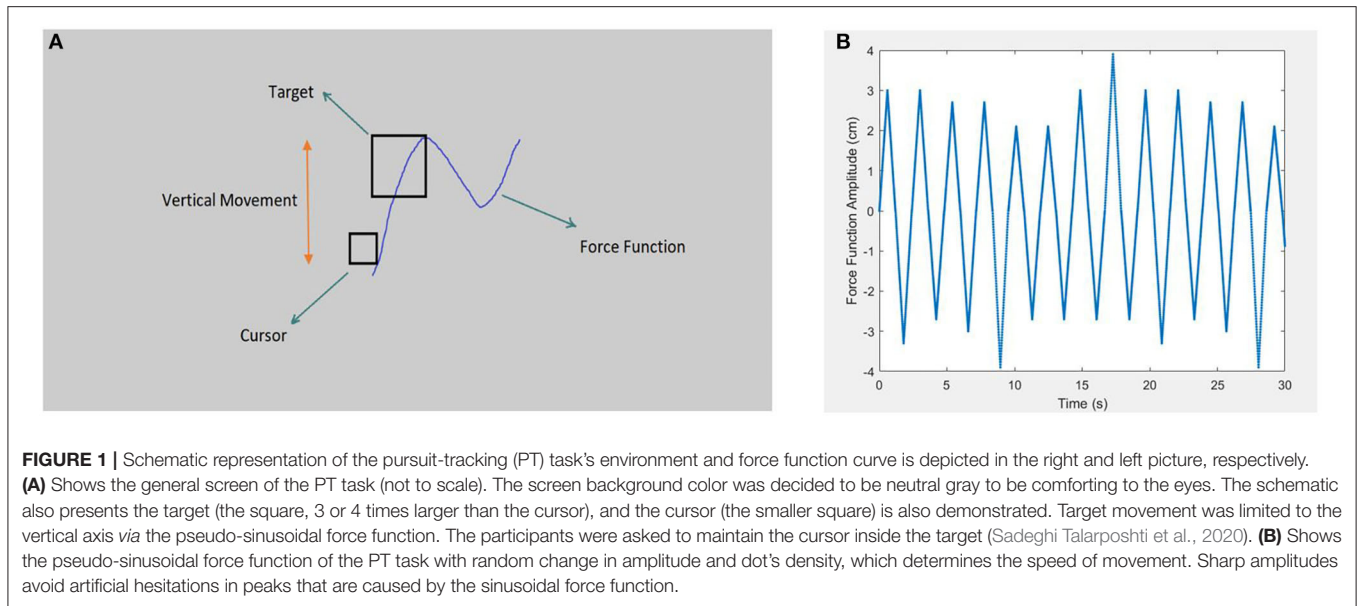 A
Target
Vertical Movement
Force Function
Cursor
B
Force Function Amplitude (cm)
4
3
2
1
0
-1
-2
-3
-4
0 5 10 15 20 25 30
Time (s)
FIGURE 1 | Schematic representation of the pursuit-tracking (PT) task's environment and force function curve is depicted in the right and left picture, respectively.
(A) Shows the general screen of the PT task (not to scale). The screen background color was decided to be neutral gray to be comforting to the eyes. The schematic
also presents the target (the square, 3 or 4 times larger than the cursor), and the cursor (the smaller square) is also demonstrated. Target movement was limited to the
vertical axis via the pseudo-sinusoidal force function. The participants were asked to maintain the cursor inside the target (Sadeghi Talarposhti et al., 2020). (B) Shows
the pseudo-sinusoidal force function of the PT task with random change in amplitude and dot's density, which determines the speed of movement. Sharp amplitudes
avoid artificial hesitations in peaks that are caused by the sinusoidal force function.